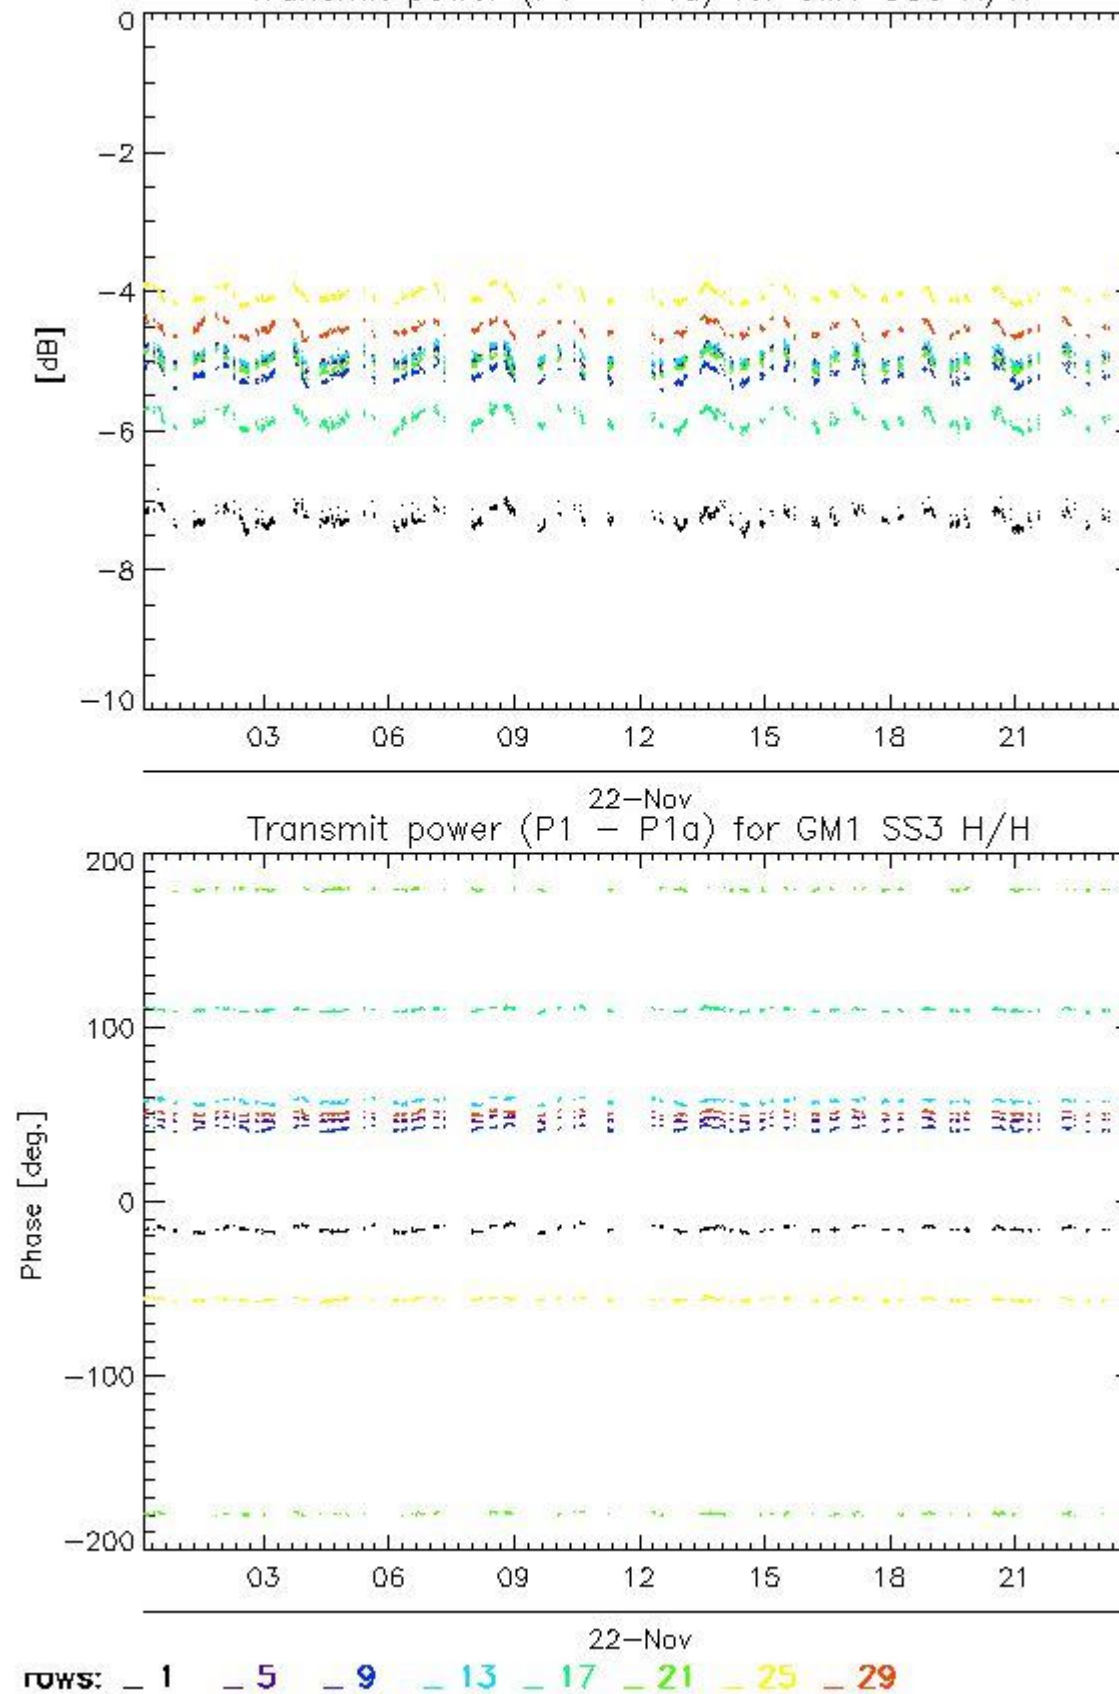 0
−2
−4
[dB]
−6
−8
−10
03 06 09 12 15 18 21
22−Nov
Transmit power (P1 − P1a) for GM1 SS3 H/H
200
100
0
Phase [deg.]
−100
−200
03 06 09 12 15 18 21
22−Nov
rows: _ 1 _ 5 _ 9 _ 13 _ 17 _ 21 _ 25 _ 29